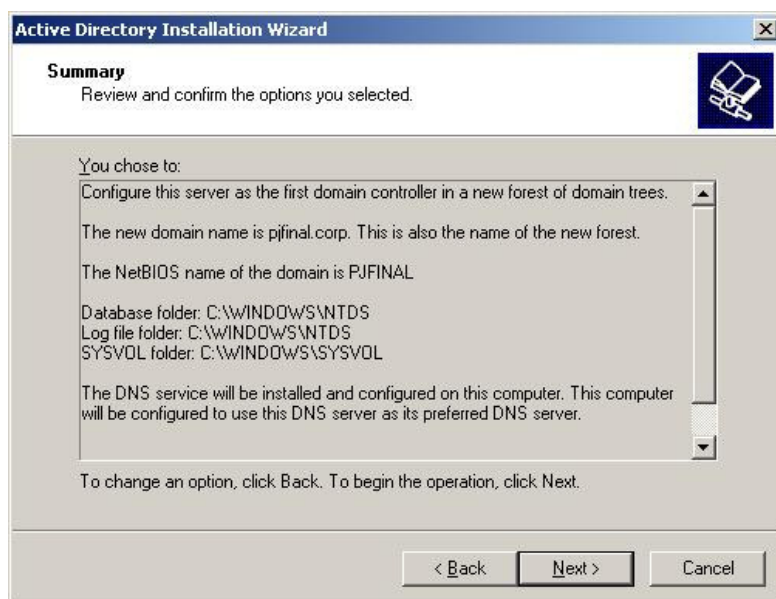 Active Directory Installation Wizard
Summary
Review and confirm the options you selected.
You chose to:
Configure this server as the first domain controller in a new forest of domain trees.
The new domain name is pjfinal.corp. This is also the name of the new forest.
The NetBIOS name of the domain is PJFINAL
Database folder: C:\WINDOWS\NTDS
Log file folder: C:\WINDOWS\NTDS
SYSVOL folder: C:\WINDOWS\SYSVOL
The DNS service will be installed and configured on this computer. This computer
will be configured to use this DNS server as its preferred DNS server.
To change an option, click Back. To begin the operation, click Next.
< Back Next > Cancel